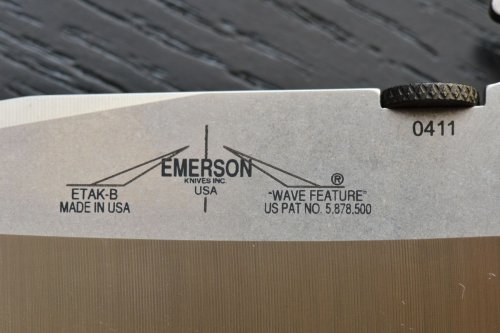 0411
EMERSON
KNIVES INC.
USA
ETAK-B
MADE IN USA
®
"WAVE FEATURE"
US PAT NO. 5,878,500